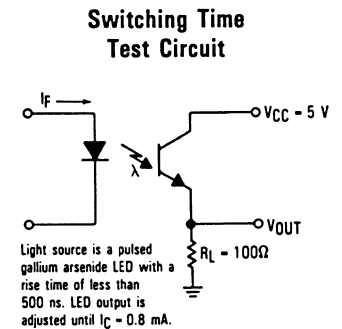 Switching Time
Test Circuit
IF
VCC = 5 V
λ
VOUT
RL = 100Ω
Light source is a pulsed
gallium arsenide LED with a
rise time of less than
500 ns. LED output is
adjusted until IC = 0.8 mA.